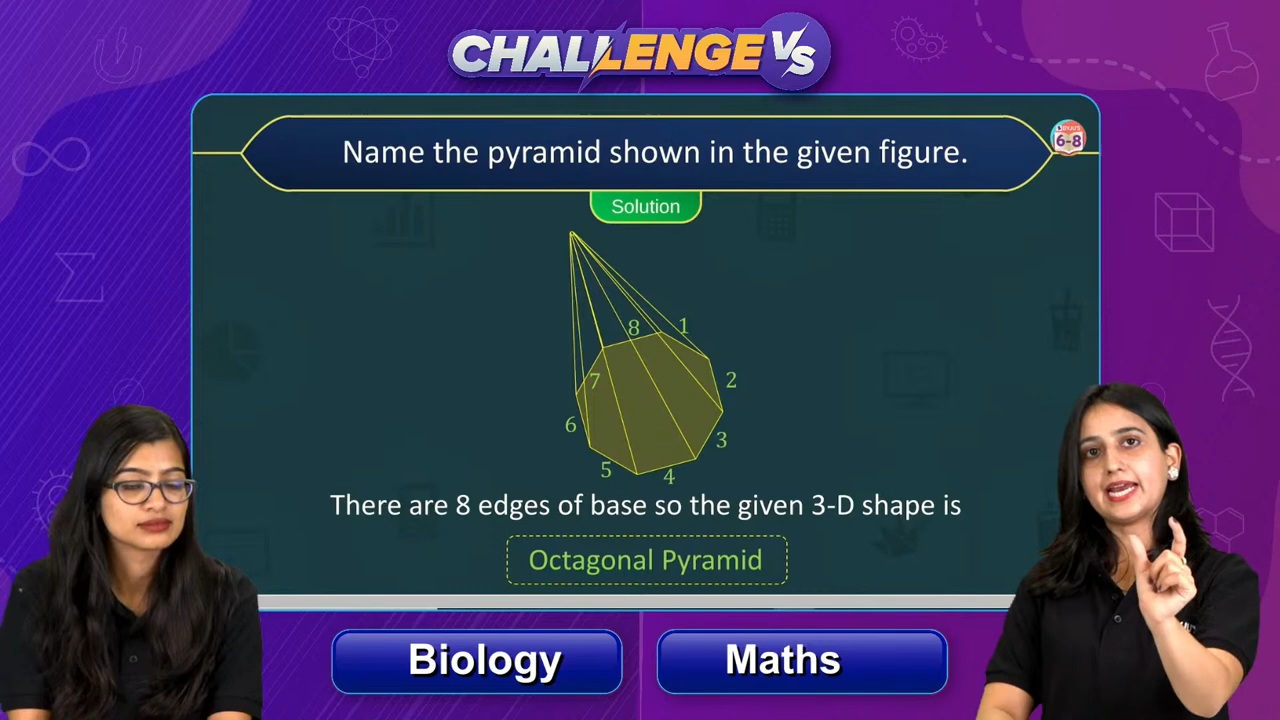 CHALLENGE VS
Name the pyramid shown in the given figure.
6-8
Solution
8
1
7
2
6
3
5
4
There are 8 edges of base so the given 3-D shape is
Octagonal Pyramid
Biology
Maths